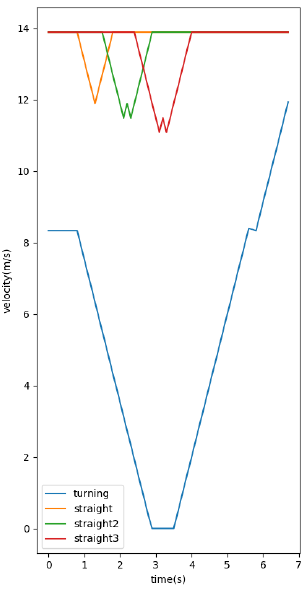 14
12
10
8
6
4
2
0
velocity(m/s)
turning
straight
straight2
straight3
0 1 2 3 4 5 6 7
time(s)